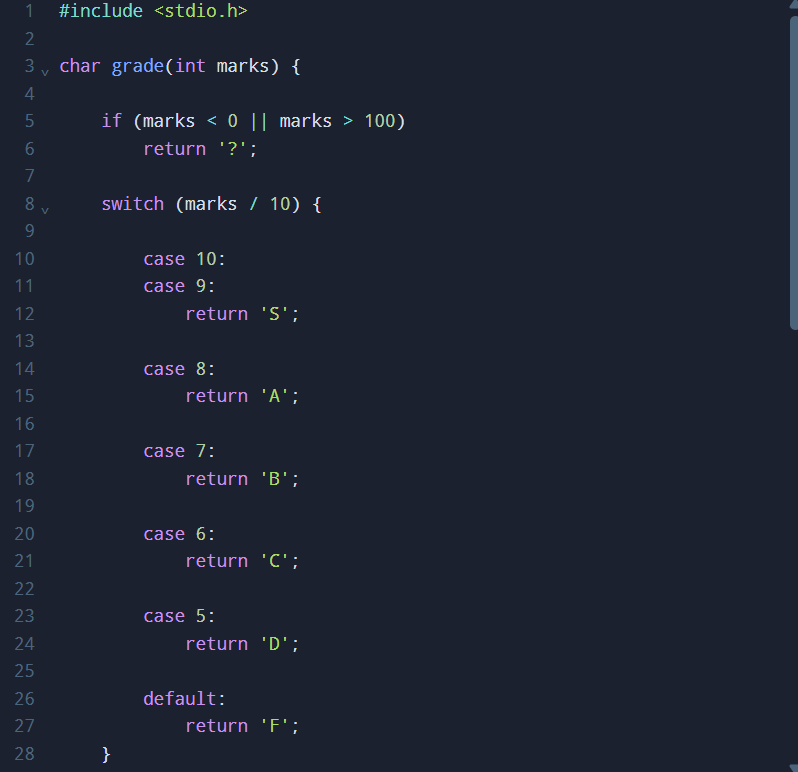 1 #include <stdio.h>
2
3 char grade(int marks) {
4
5     if (marks < 0 || marks > 100)
6         return '?';
7
8     switch (marks / 10) {
9
10         case 10:
11         case 9:
12             return 'S';
13
14         case 8:
15             return 'A';
16
17         case 7:
18             return 'B';
19
20         case 6:
21             return 'C';
22
23         case 5:
24             return 'D';
25
26         default:
27             return 'F';
28     }